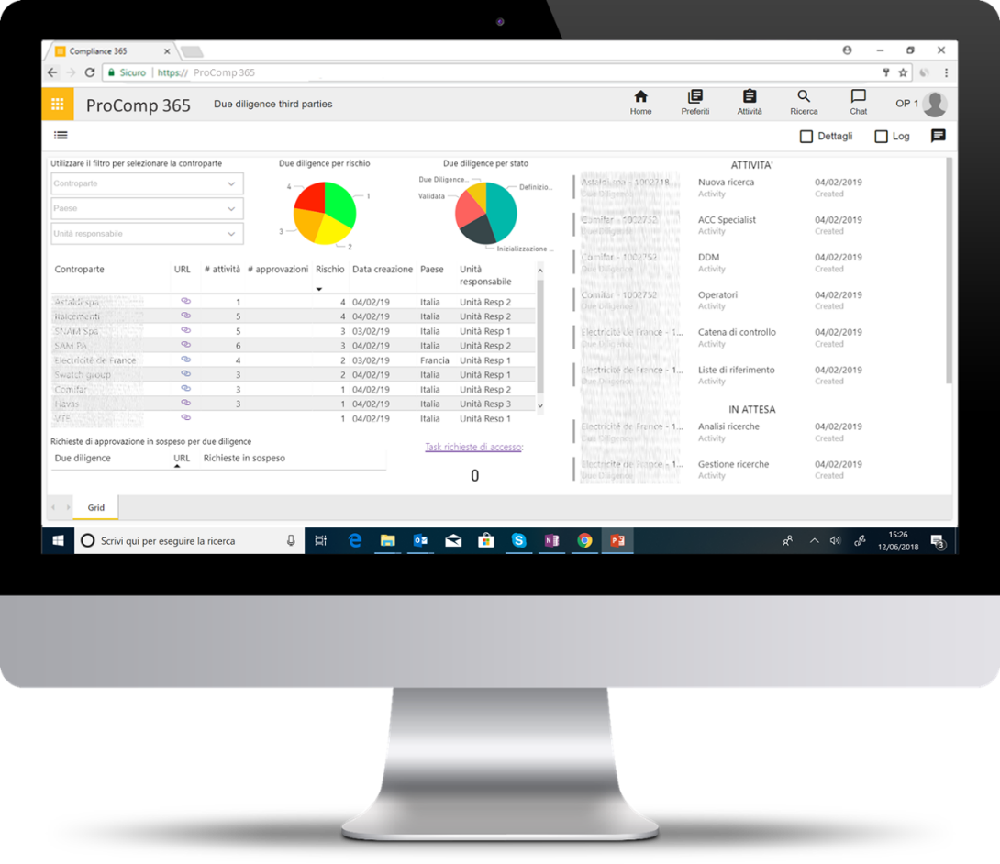 Compliance 365
Sicuro https:// ProComp 365
ProComp 365 Due diligence third parties Home Preferiti Attività Ricerca Chat OP 1
Dettagli Log
Utilizzare il filtro per selezionare la controparte
Controparte
Paese
Unità responsabile
Due diligence per rischio
4
1
3
2
Due diligence per stato
Due Diligence...
Definizio...
Validata
Inizializzazione ...
Controparte URL # attività # approvazioni Rischio Data creazione Paese Unità responsabile
Astaldi spa 1 4 04/02/19 Italia Unità Resp 2
Italcementi 5 4 04/02/19 Italia Unità Resp 2
SNAM Spa 5 3 03/02/19 Italia Unità Resp 1
SAM PA 6 3 04/02/19 Italia Unità Resp 2
Electricité de France 4 2 03/02/19 Francia Unità Resp 1
Swatch group 3 2 04/02/19 Italia Unità Resp 1
Comifar 3 1 04/02/19 Italia Unità Resp 2
Havas 3 1 04/02/19 Italia Unità Resp 3
1 04/02/19 Italia Unità Resp 1
Richieste di approvazione in sospeso per due diligence
Due diligence URL Richieste in sospeso
Task richieste di accesso:
0
ATTIVITA'
Astaldi spa - 1002718 Nuova ricerca 04/02/2019
Due Diligence Activity Created
Comifar - 1002752 ACC Specialist 04/02/2019
Due Diligence Activity Created
Comifar - 1002752 DDM 04/02/2019
Due Diligence Activity Created
Comifar - 1002752 Operatori 04/02/2019
Due Diligence Activity Created
Electricité de France - 1... Catena di controllo 04/02/2019
Due Diligence Activity Created
Electricité de France - 1... Liste di riferimento 04/02/2019
Due Diligence Activity Created
IN ATTESA
Electricité de France - 1... Analisi ricerche 04/02/2019
Due Diligence Activity Created
Electricité de France - 1... Gestione ricerche 04/02/2019
Due Diligence Activity Created
Grid
Scrivi qui per eseguire la ricerca
15:26
12/06/2018
3